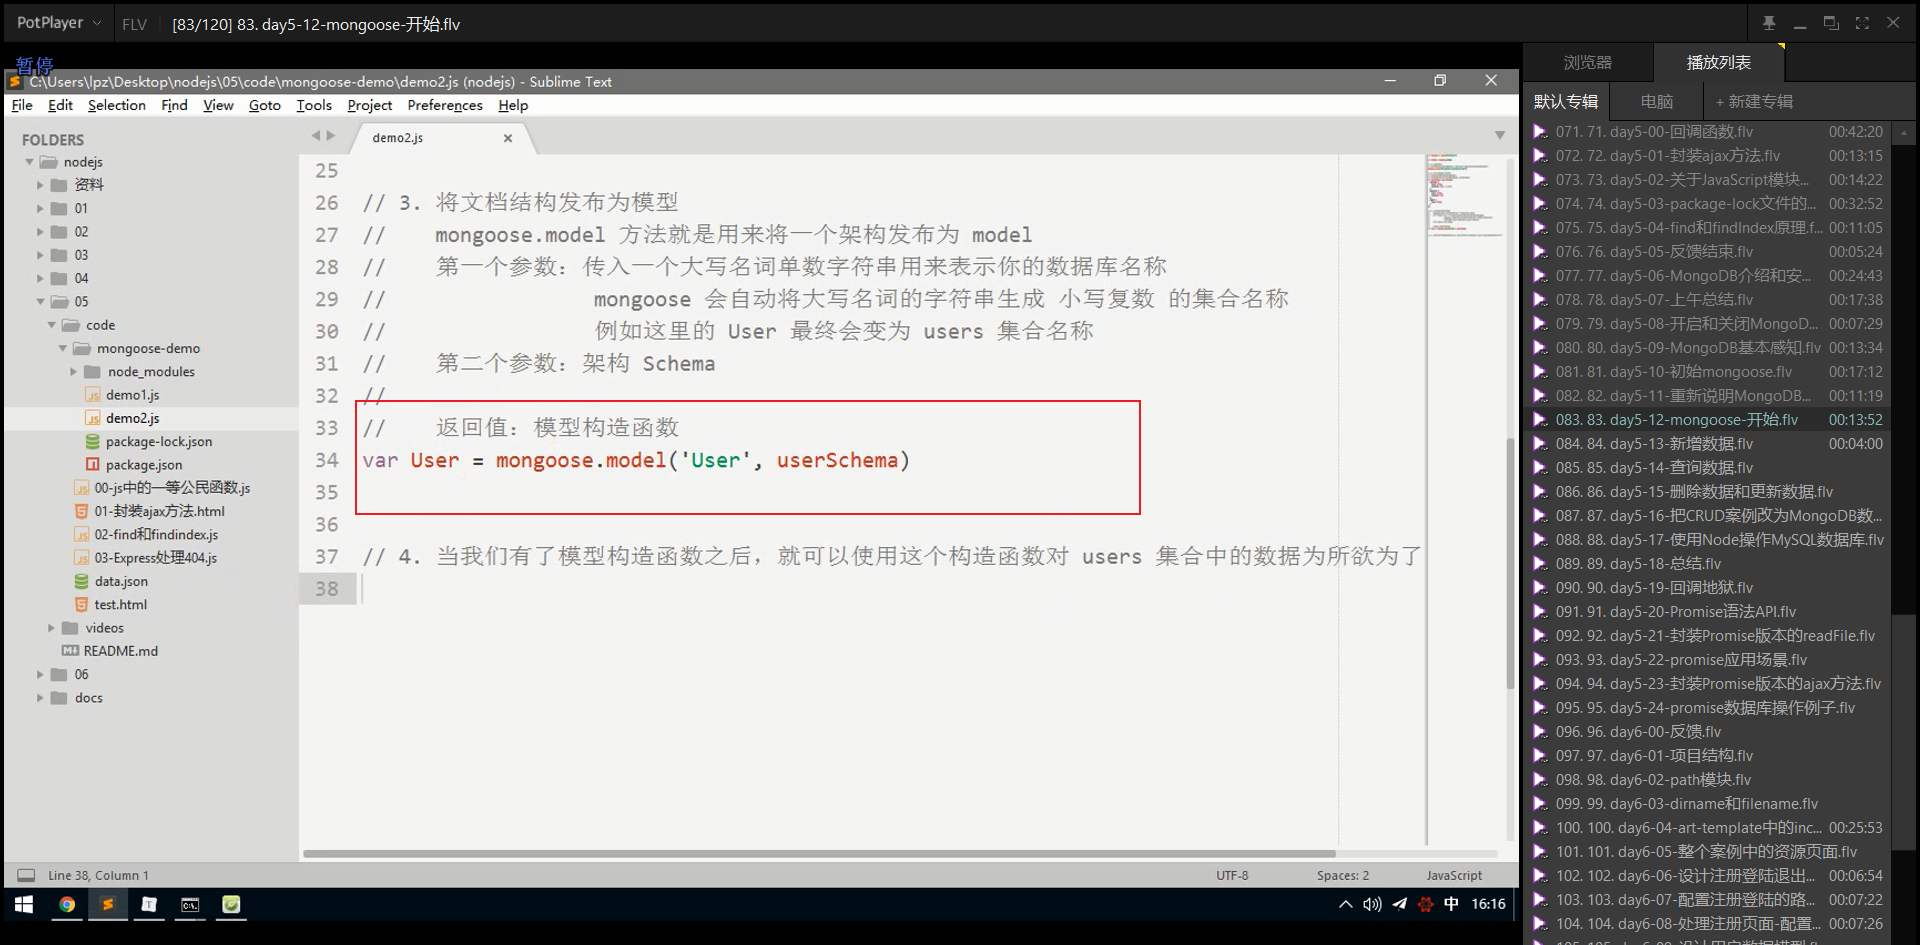 PotPlayer
FLV
[83/120] 83. day5-12-mongoose-开始.flv
暂停
C:\Users\lpz\Desktop\nodejs\05\code\mongoose-demo\demo2.js (nodejs) - Sublime Text
File Edit Selection Find View Goto Tools Project Preferences Help
FOLDERS
nodejs
资料
01
02
03
04
05
code
mongoose-demo
node_modules
demo1.js
demo2.js
package-lock.json
package.json
00-js中的一等公民函数.js
01-封装ajax方法.html
02-find和findindex.js
03-Express处理404.js
data.json
test.html
videos
README.md
06
docs
demo2.js
25
26 // 3. 将文档结构发布为模型
27 // mongoose.model 方法就是用来将一个架构发布为 model
28 // 第一个参数：传入一个大写名词单数字符串用来表示你的数据库名称
29 // mongoose 会自动将大写名词的字符串生成 小写复数 的集合名称
30 // 例如这里的 User 最终会变为 users 集合名称
31 // 第二个参数：架构 Schema
32 //
33 // 返回值：模型构造函数
34 var User = mongoose.model('User', userSchema)
35
36
37 // 4. 当我们有了模型构造函数之后，就可以使用这个构造函数对 users 集合中的数据为所欲为了
38
Line 38, Column 1
UTF-8
Spaces: 2
JavaScript
中
16:16
浏览器
播放列表
默认专辑
电脑
+ 新建专辑
071. 71. day5-00-回调函数.flv 00:42:20
072. 72. day5-01-封装ajax方法.flv 00:13:15
073. 73. day5-02-关于JavaScript模块... 00:14:22
074. 74. day5-03-package-lock文件的... 00:32:52
075. 75. day5-04-find和findIndex原理.f... 00:11:05
076. 76. day5-05-反馈结束.flv 00:05:24
077. 77. day5-06-MongoDB介绍和安... 00:24:43
078. 78. day5-07-上午总结.flv 00:17:38
079. 79. day5-08-开启和关闭MongoD... 00:07:29
080. 80. day5-09-MongoDB基本感知.flv 00:13:34
081. 81. day5-10-初始mongoose.flv 00:17:12
082. 82. day5-11-重新说明MongoDB... 00:11:19
083. 83. day5-12-mongoose-开始.flv 00:13:52
084. 84. day5-13-新增数据.flv 00:04:00
085. 85. day5-14-查询数据.flv
086. 86. day5-15-删除数据和更新数据.flv
087. 87. day5-16-把CRUD案例改为MongoDB数...
088. 88. day5-17-使用Node操作MySQL数据库.flv
089. 89. day5-18-总结.flv
090. 90. day5-19-回调地狱.flv
091. 91. day5-20-Promise语法API.flv
092. 92. day5-21-封装Promise版本的readFile.flv
093. 93. day5-22-promise应用场景.flv
094. 94. day5-23-封装Promise版本的ajax方法.flv
095. 95. day5-24-promise数据库操作例子.flv
096. 96. day6-00-反馈.flv
097. 97. day6-01-项目结构.flv
098. 98. day6-02-path模块.flv
099. 99. day6-03-dirname和filename.flv
100. 100. day6-04-art-template中的inc... 00:25:53
101. 101. day6-05-整个案例中的资源页面.flv
102. 102. day6-06-设计注册登陆退出... 00:06:54
103. 103. day6-07-配置注册登陆的路... 00:07:22
104. 104. day6-08-处理注册页面-配置... 00:07:26